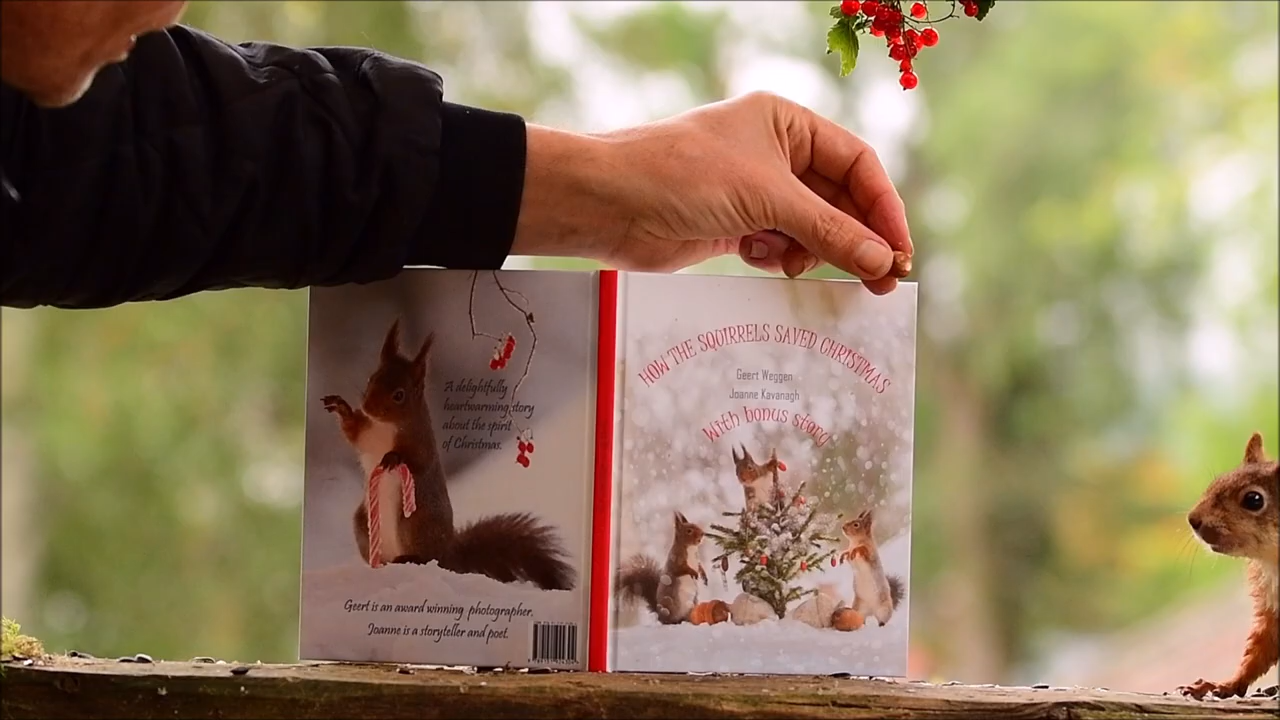 A delightfully
heartwarming story
about the spirit
of Christmas.
Geert is an award winning photographer,
Joanne is a storyteller and poet.
HOW THE SQUIRRELS SAVED CHRISTMAS
Geert Weggen
Joanne Kavanagh
With bonus story